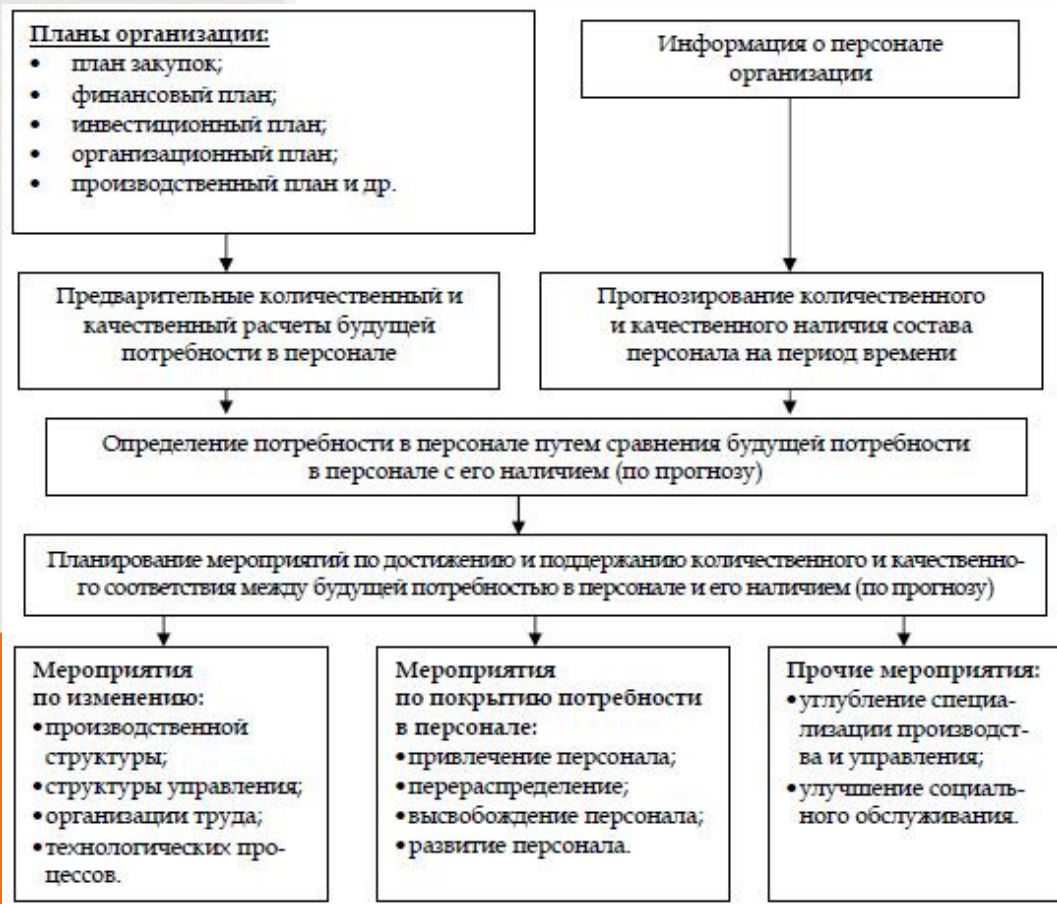 Планы организации:
• план закупок;
• финансовый план;
• инвестиционный план;
• организационный план;
• производственный план и др.
Информация о персонале
организации
Предварительные количественный и
качественный расчеты будущей
потребности в персонале
Прогнозирование количественного
и качественного наличия состава
персонала на период времени
Определение потребности в персонале путем сравнения будущей потребности
в персонале с его наличием (по прогнозу)
Планирование мероприятий по достижению и поддержанию количественного и качественно-
го соответствия между будущей потребностью в персонале и его наличием (по прогнозу)
Мероприятия
по изменению:
•производственной
структуры;
•структуры управления;
•организации труда;
•технологических про-
цессов.
Мероприятия
по покрытию потребности
в персонале:
•привлечение персонала;
•перераспределение;
•высвобождение персонала;
•развитие персонала.
Прочие мероприятия:
•углубление специа-
лизации производст-
ва и управления;
•улучшение социаль-
ного обслуживания.